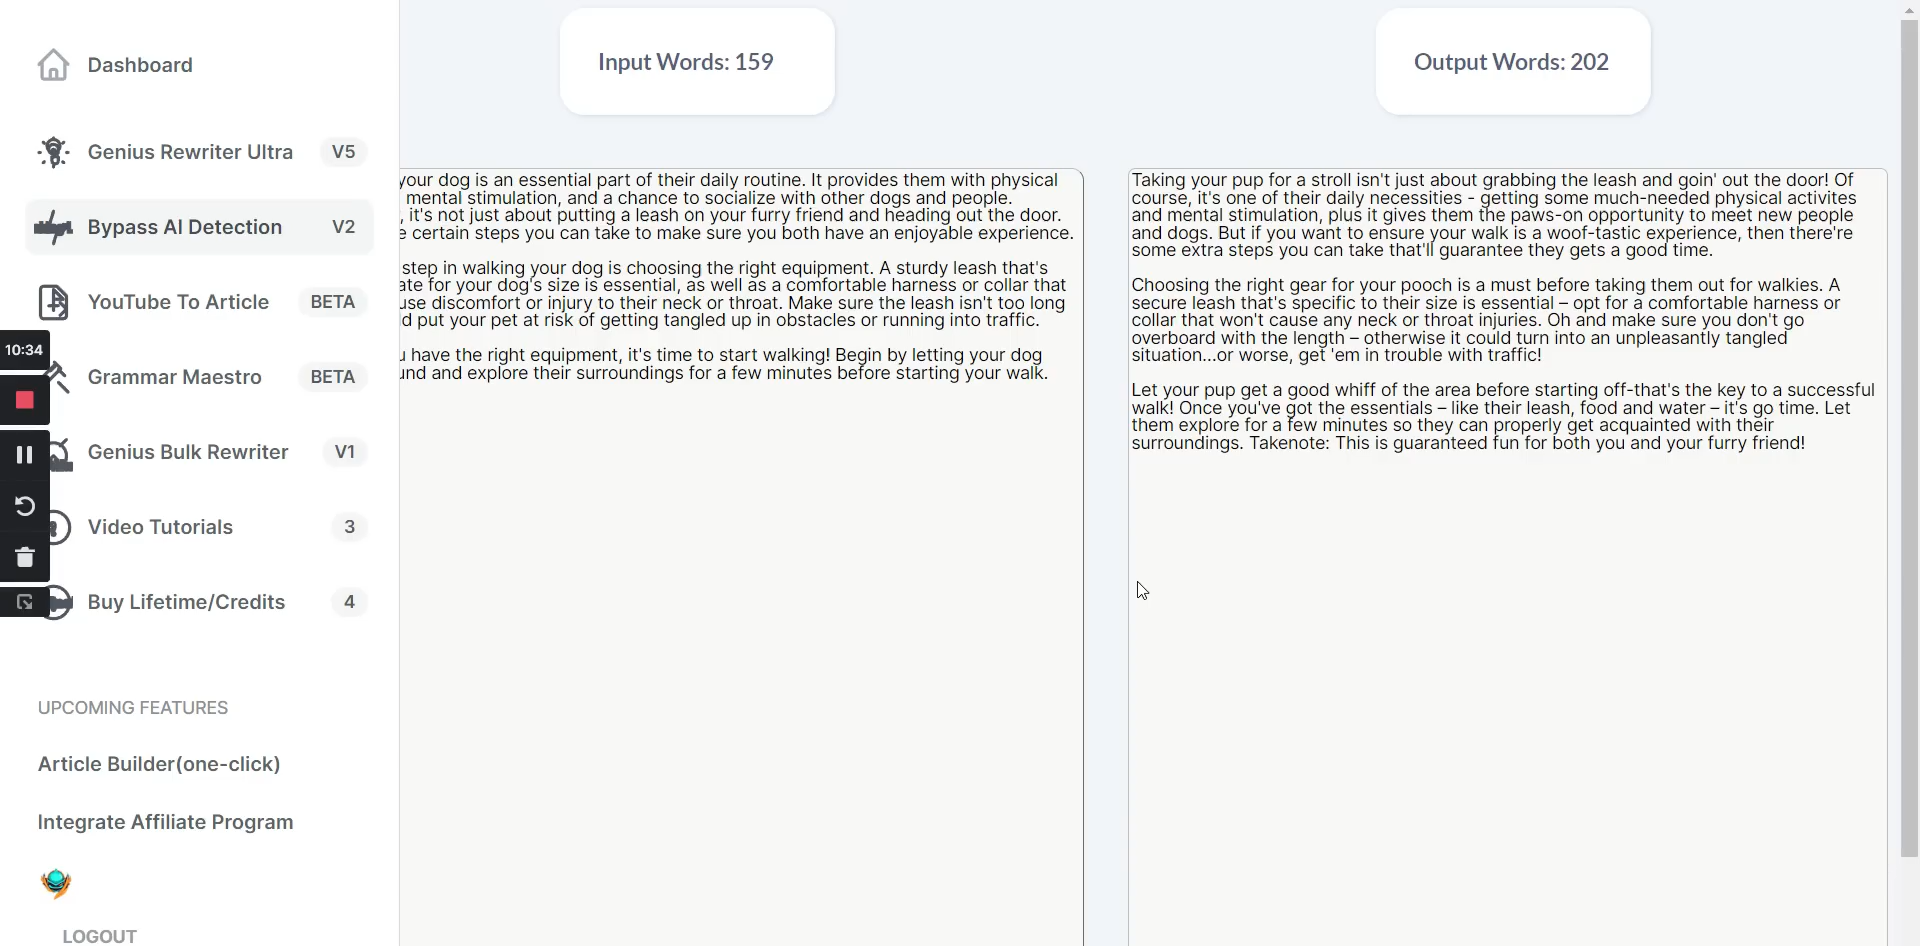 Dashboard
Genius Rewriter Ultra V5
Bypass AI Detection V2
YouTube To Article BETA
10:34
Grammar Maestro BETA
Genius Bulk Rewriter V1
Video Tutorials 3
Buy Lifetime/Credits 4
UPCOMING FEATURES
Article Builder(one-click)
Integrate Affiliate Program
LOGOUT
Input Words: 159
your dog is an essential part of their daily routine. It provides them with physical
mental stimulation, and a chance to socialize with other dogs and people.
, it's not just about putting a leash on your furry friend and heading out the door.
certain steps you can take to make sure you both have an enjoyable experience.
step in walking your dog is choosing the right equipment. A sturdy leash that's
ate for your dog's size is essential, as well as a comfortable harness or collar that
use discomfort or injury to their neck or throat. Make sure the leash isn't too long
d put your pet at risk of getting tangled up in obstacles or running into traffic.
have the right equipment, it's time to start walking! Begin by letting your dog
und and explore their surroundings for a few minutes before starting your walk.
Output Words: 202
Taking your pup for a stroll isn't just about grabbing the leash and goin' out the door! Of
course, it's one of their daily necessities - getting some much-needed physical activites
and mental stimulation, plus it gives them the paws-on opportunity to meet new people
and dogs. But if you want to ensure your walk is a woof-tastic experience, then there're
some extra steps you can take that'll guarantee they gets a good time.
Choosing the right gear for your pooch is a must before taking them out for walkies. A
secure leash that's specific to their size is essential – opt for a comfortable harness or
collar that won't cause any neck or throat injuries. Oh and make sure you don't go
overboard with the length – otherwise it could turn into an unpleasantly tangled
situation...or worse, get 'em in trouble with traffic!
Let your pup get a good whiff of the area before starting off-that's the key to a successful
walk! Once you've got the essentials – like their leash, food and water – it's go time. Let
them explore for a few minutes so they can properly get acquainted with their
surroundings. Takenote: This is guaranteed fun for both you and your furry friend!